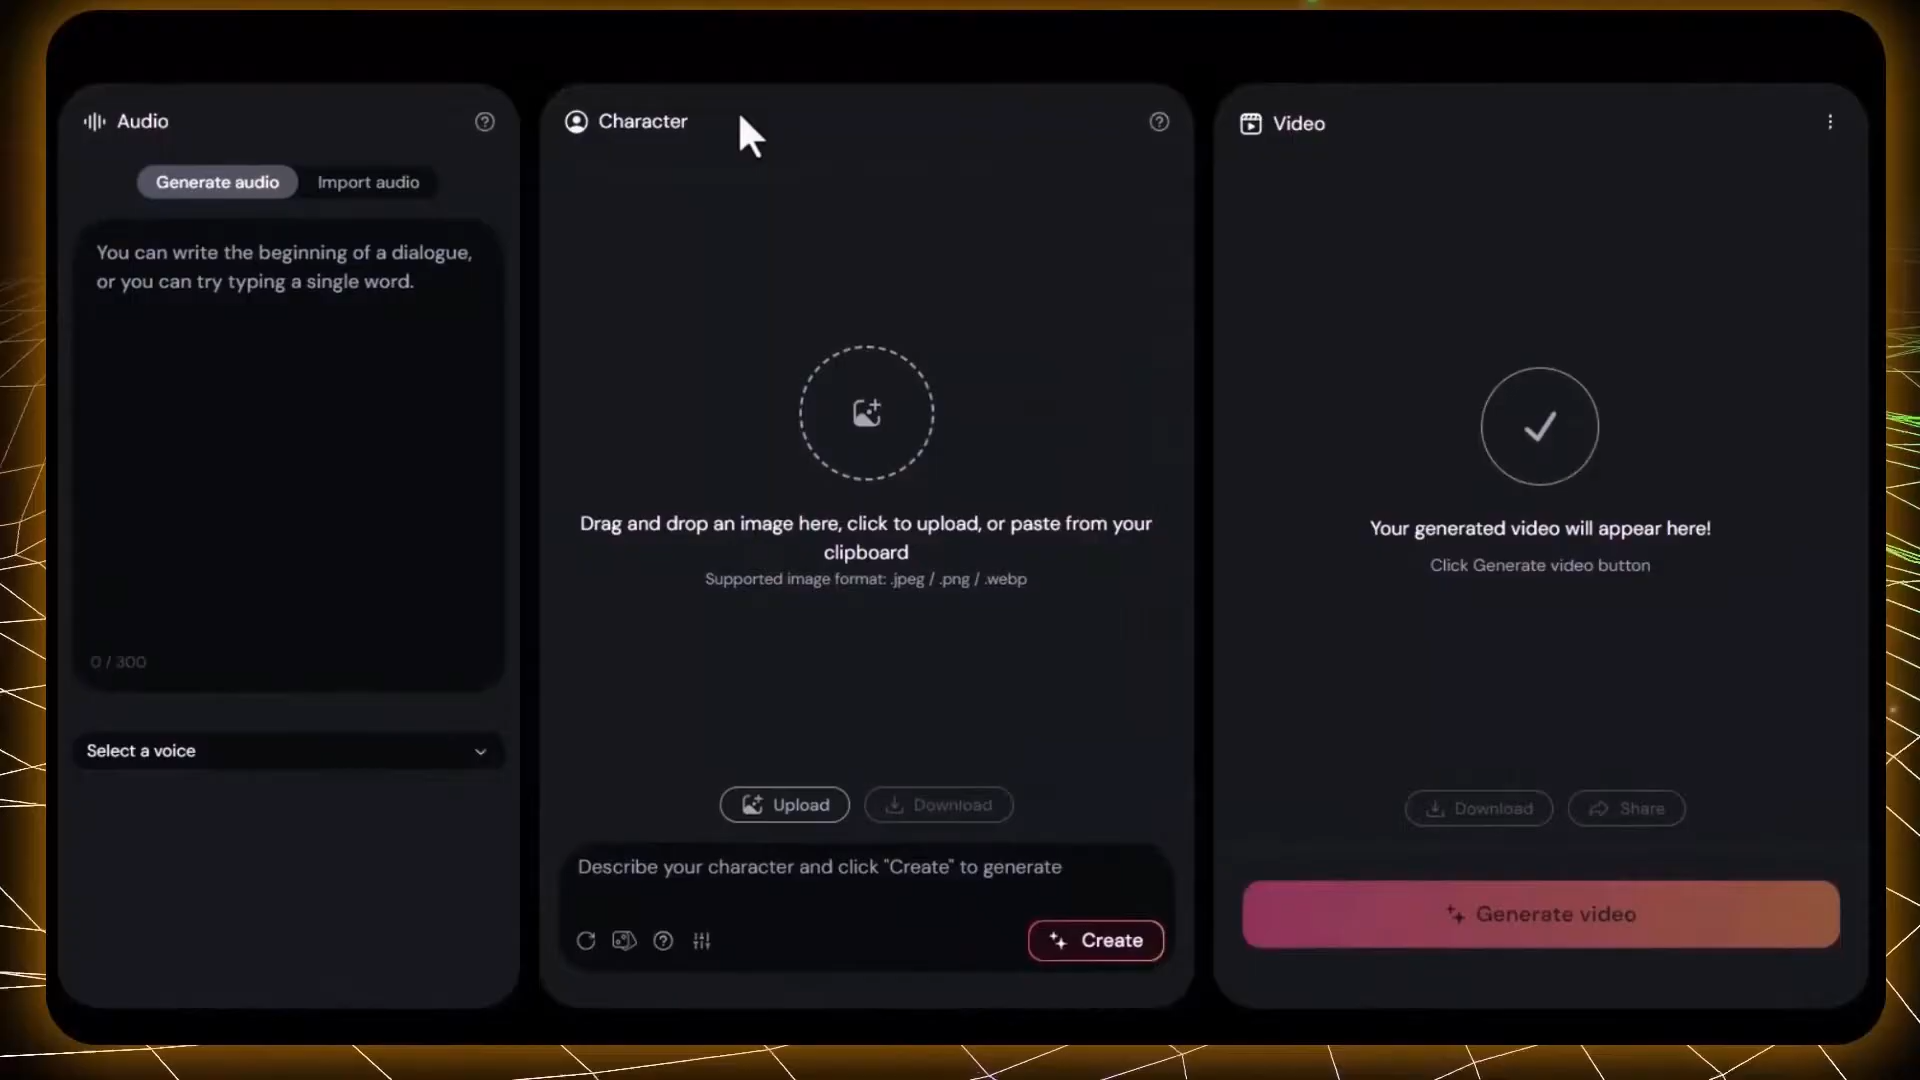 Audio
Generate audio
Import audio
You can write the beginning of a dialogue,
or you can try typing a single word.
0 / 300
Select a voice
Character
Drag and drop an image here, click to upload, or paste from your
clipboard
Supported image format: .jpeg / .png / .webp
Upload
Download
Describe your character and click "Create" to generate
Create
Video
Your generated video will appear here!
Click Generate video button
Download
Share
Generate video